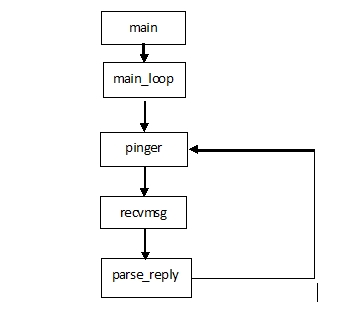 main
main_loop
pinger
recvmsg
parse_reply